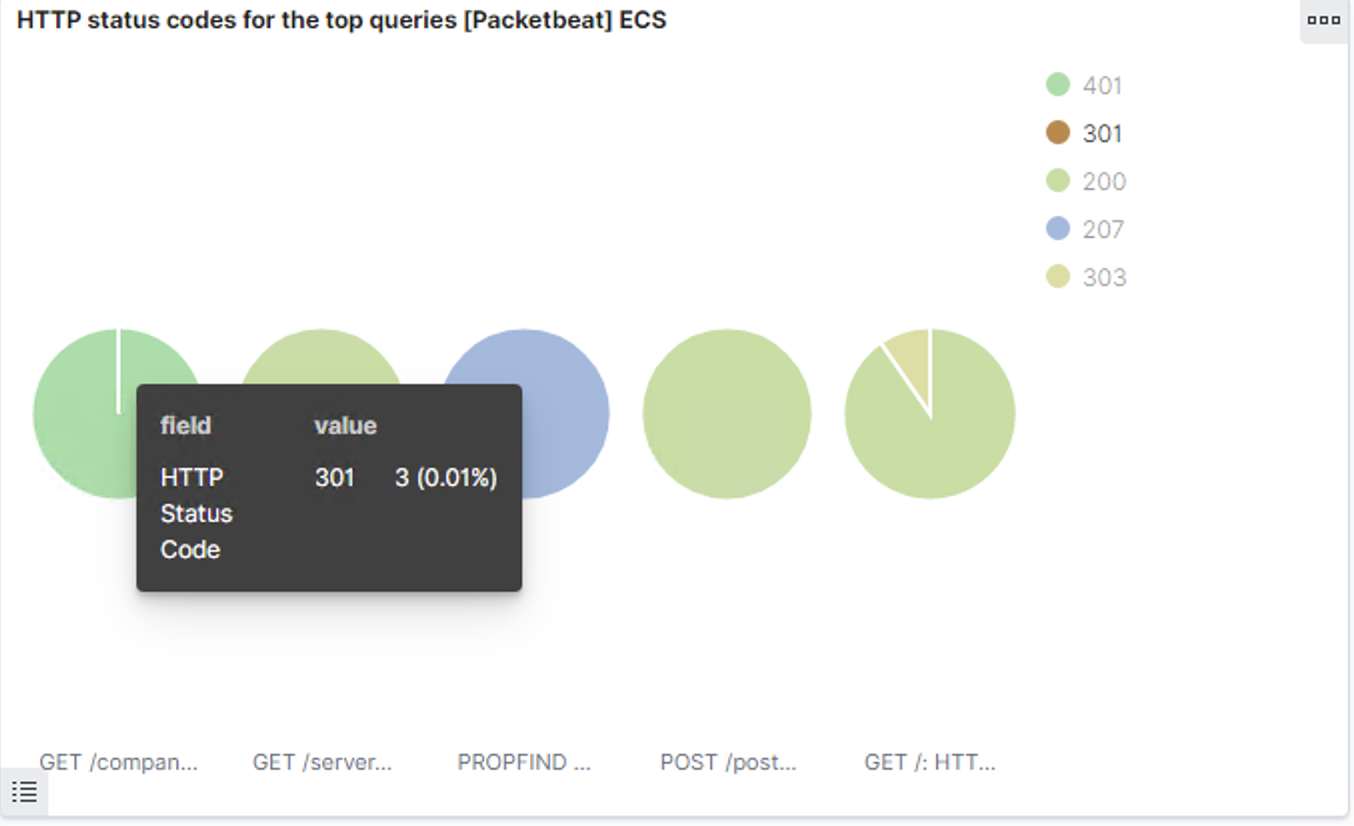 HTTP status codes for the top queries [Packetbeat] ECS
401
301
200
207
303
field value
HTTP 301 3 (0.01%)
Status
Code
GET /compan... GET /server... PROPFIND ... POST /post... GET /: HTT...